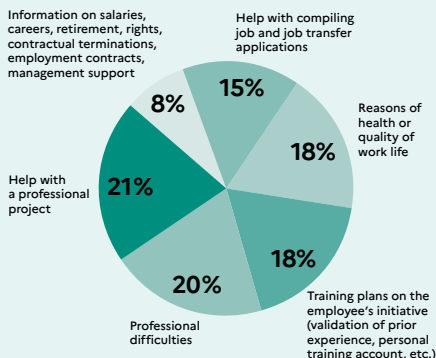 Information on salaries,
careers, retirement, rights,
contractual terminations,
employment contracts,
management support
8%
Help with compiling
job and job transfer
applications
15%
Reasons of
health or
quality of
work life
18%
Training plans on the
employee's initiative
(validation of prior
experience, personal
training account, etc.)
18%
Professional
difficulties
20%
Help with
a professional
project
21%